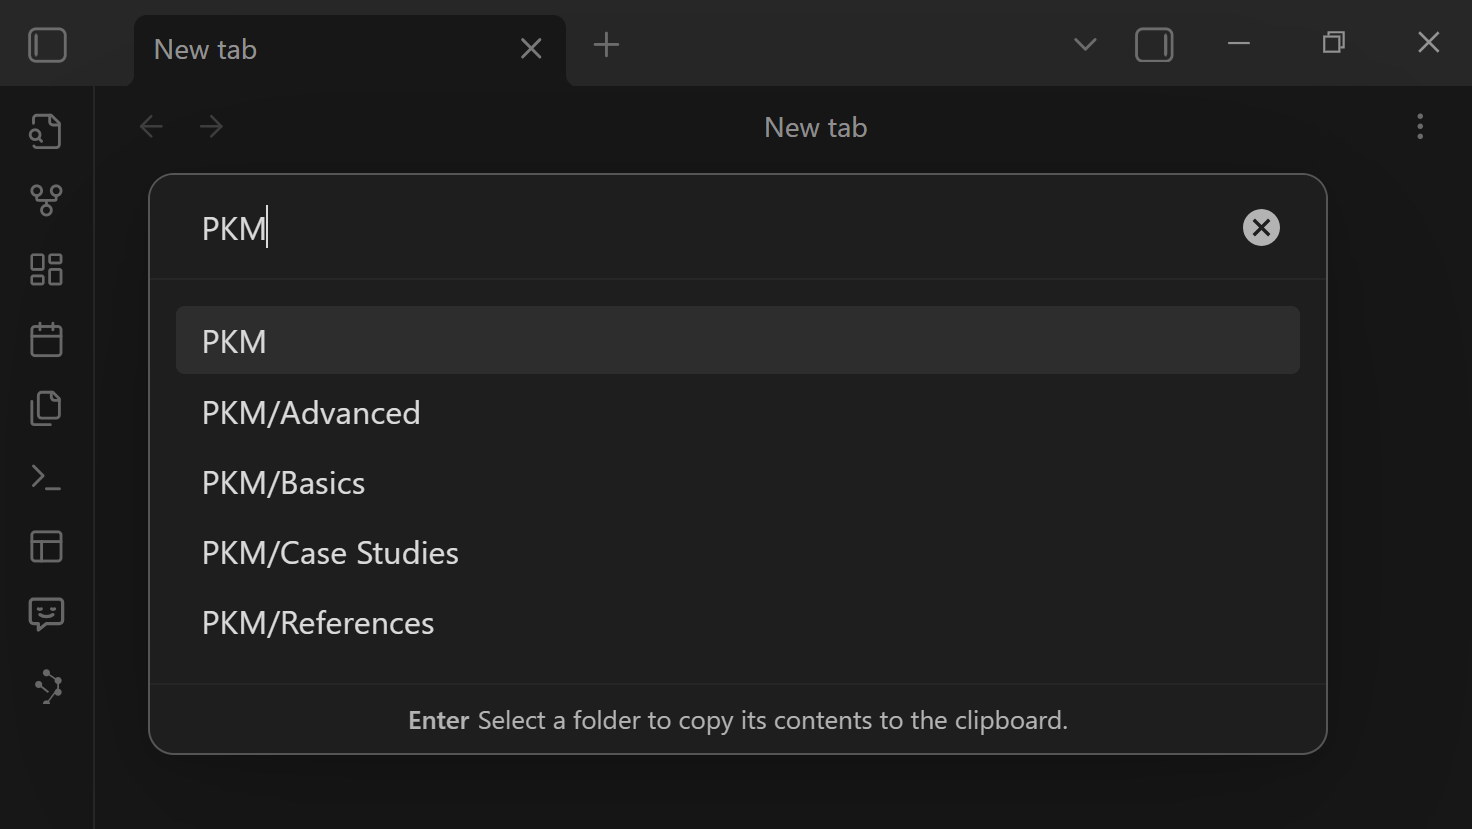 New tab
New tab
PKM
PKM
PKM/Advanced
PKM/Basics
PKM/Case Studies
PKM/References
Enter Select a folder to copy its contents to the clipboard.